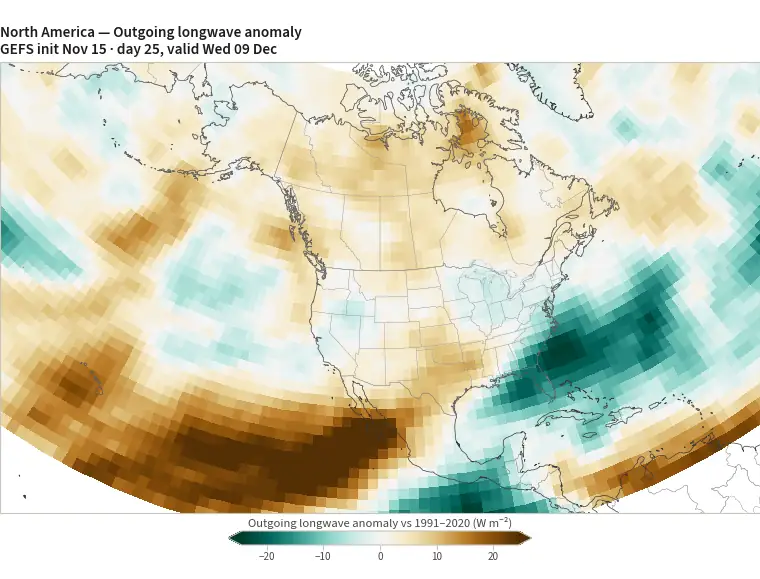 North America — Outgoing longwave anomaly
GEFS init Nov 15 · day 25, valid Wed 09 Dec
Outgoing longwave anomaly vs 1991–2020 (W m⁻²)
−20 −10 0 10 20